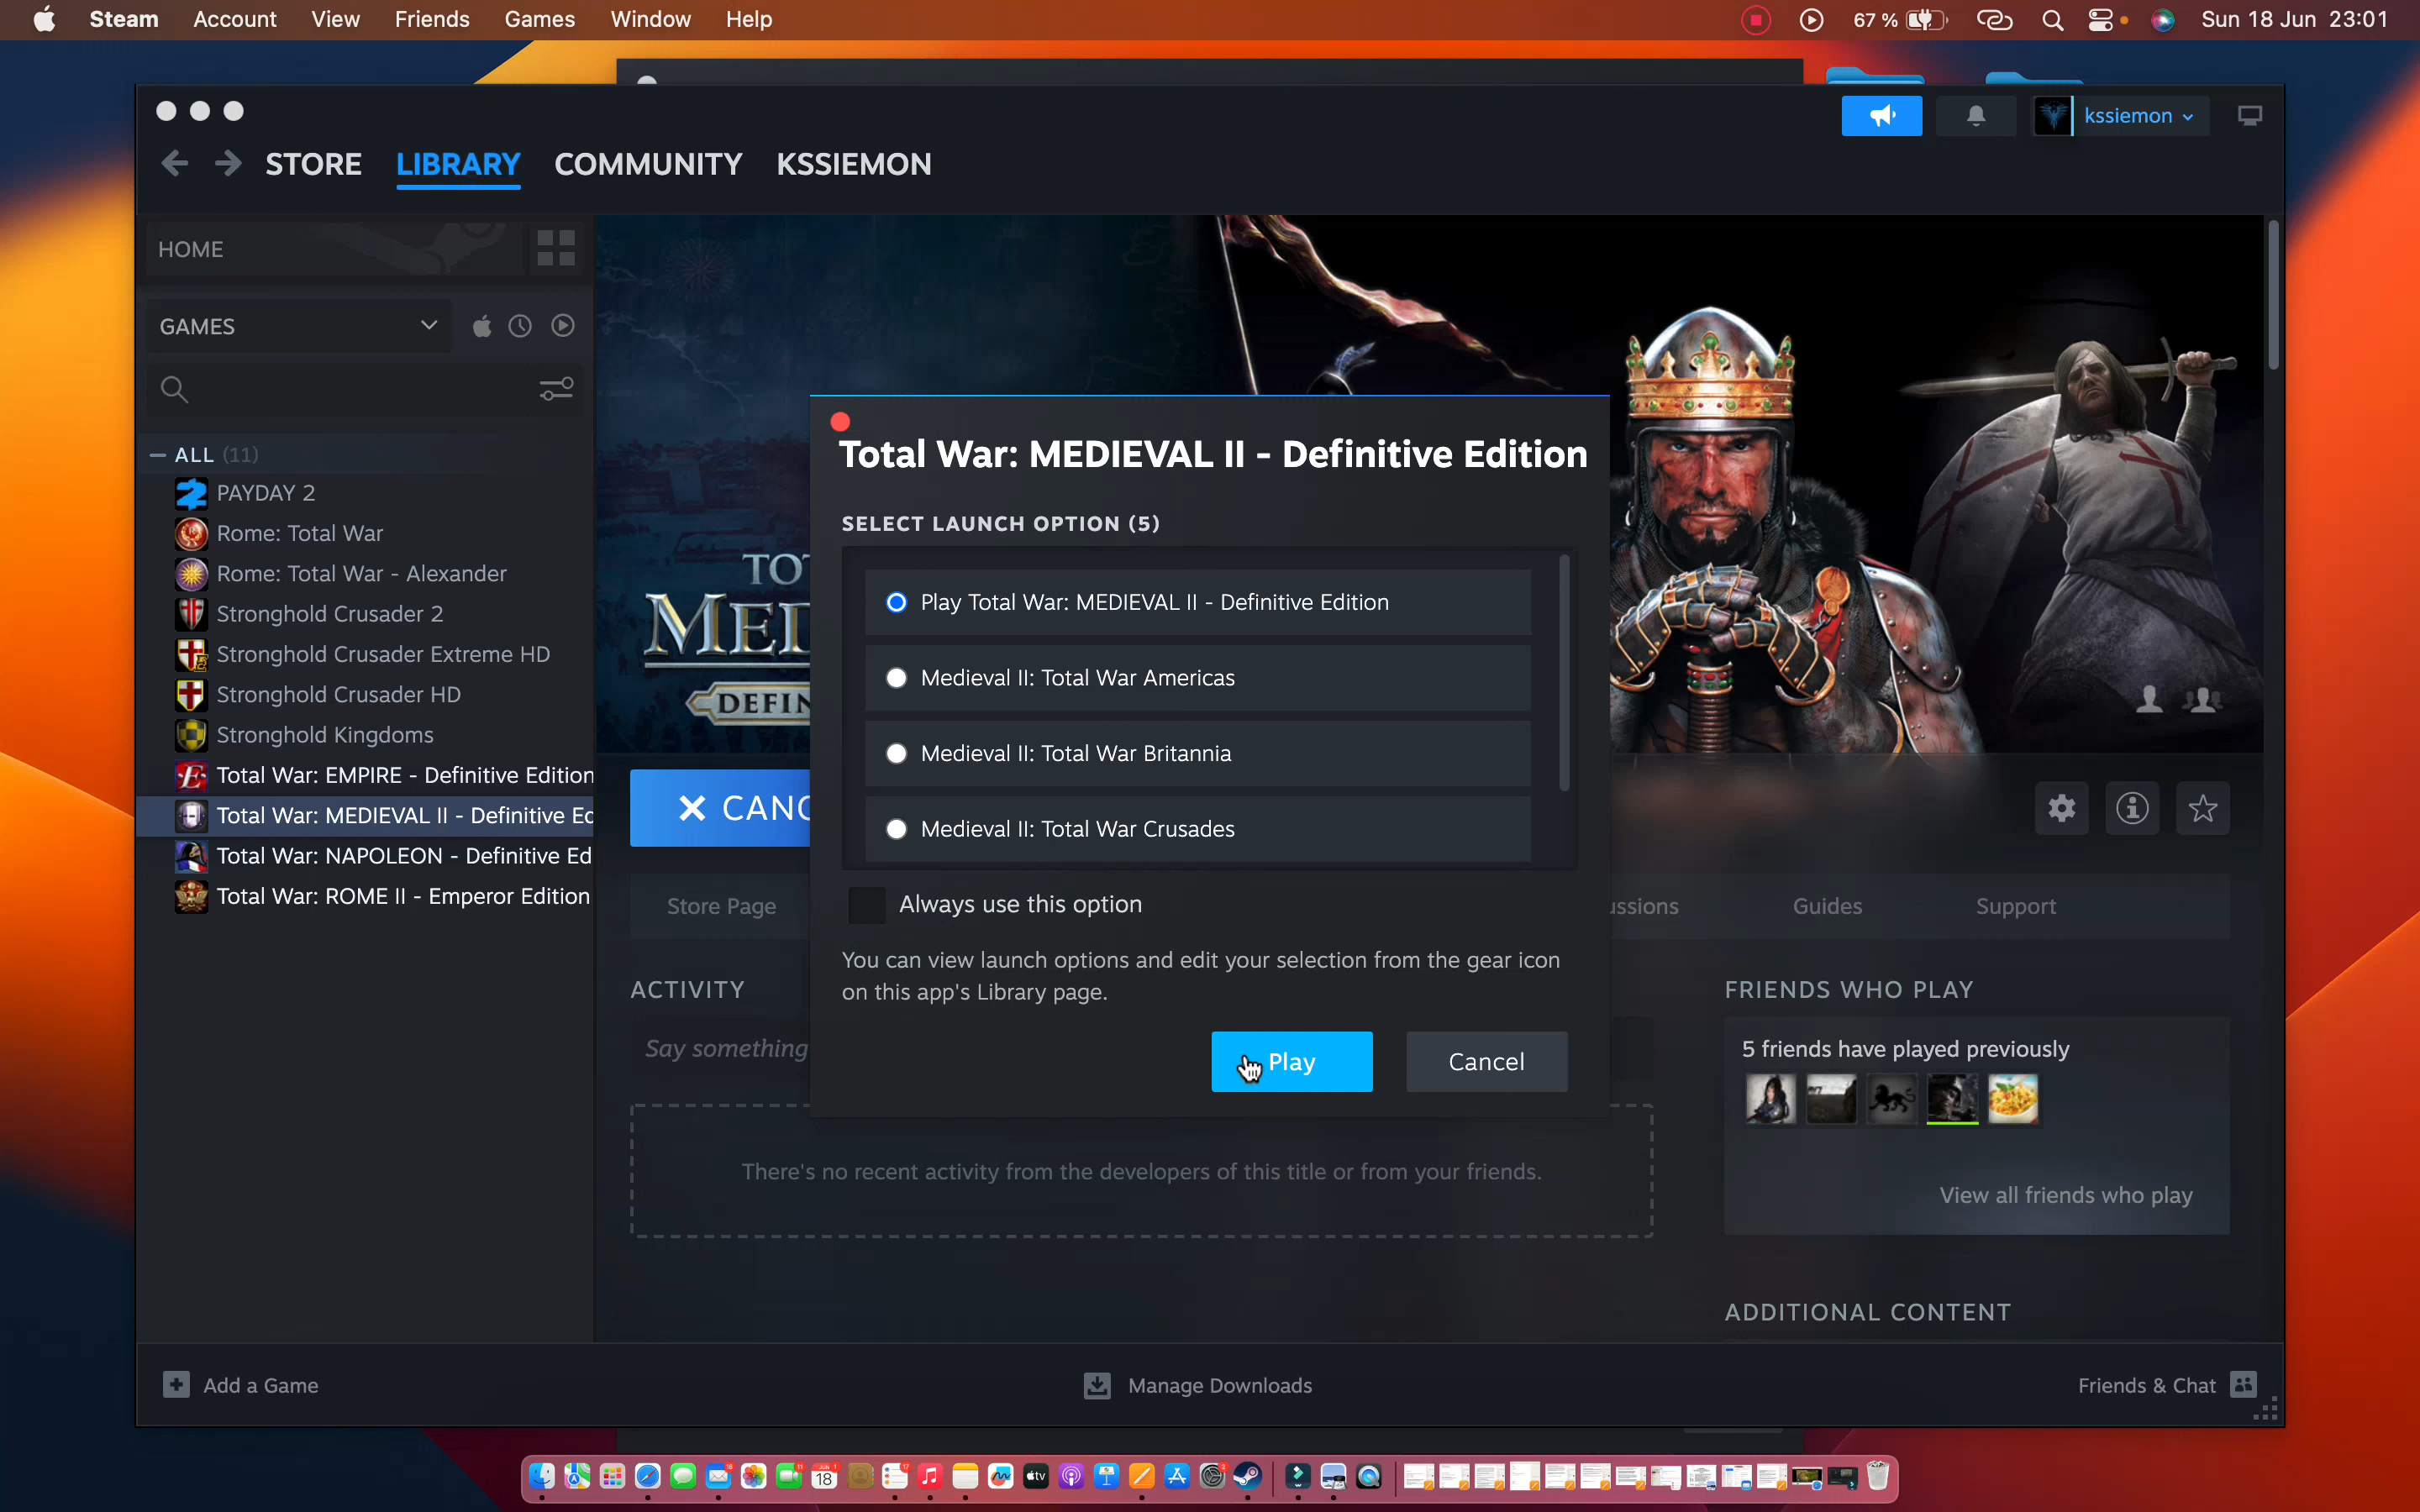 Steam Account View Friends Games Window Help
67 % Sun 18 Jun 23:01
kssiemon
STORE LIBRARY COMMUNITY KSSIEMON
HOME
GAMES
ALL (11)
PAYDAY 2
Rome: Total War
Rome: Total War - Alexander
Stronghold Crusader 2
Stronghold Crusader Extreme HD
Stronghold Crusader HD
Stronghold Kingdoms
Total War: EMPIRE - Definitive Edition
Total War: MEDIEVAL II - Definitive Ed
Total War: NAPOLEON - Definitive Ed
Total War: ROME II - Emperor Edition
TO
MED
DEFIN
Total War: MEDIEVAL II - Definitive Edition
SELECT LAUNCH OPTION (5)
Play Total War: MEDIEVAL II - Definitive Edition
Medieval II: Total War Americas
Medieval II: Total War Britannia
Medieval II: Total War Crusades
Always use this option
You can view launch options and edit your selection from the gear icon
on this app's Library page.
Play Cancel
CANC
Store Page ussions Guides Support
ACTIVITY
Say something
There's no recent activity from the developers of this title or from your friends.
FRIENDS WHO PLAY
5 friends have played previously
View all friends who play
ADDITIONAL CONTENT
Add a Game Manage Downloads Friends & Chat
tv
18